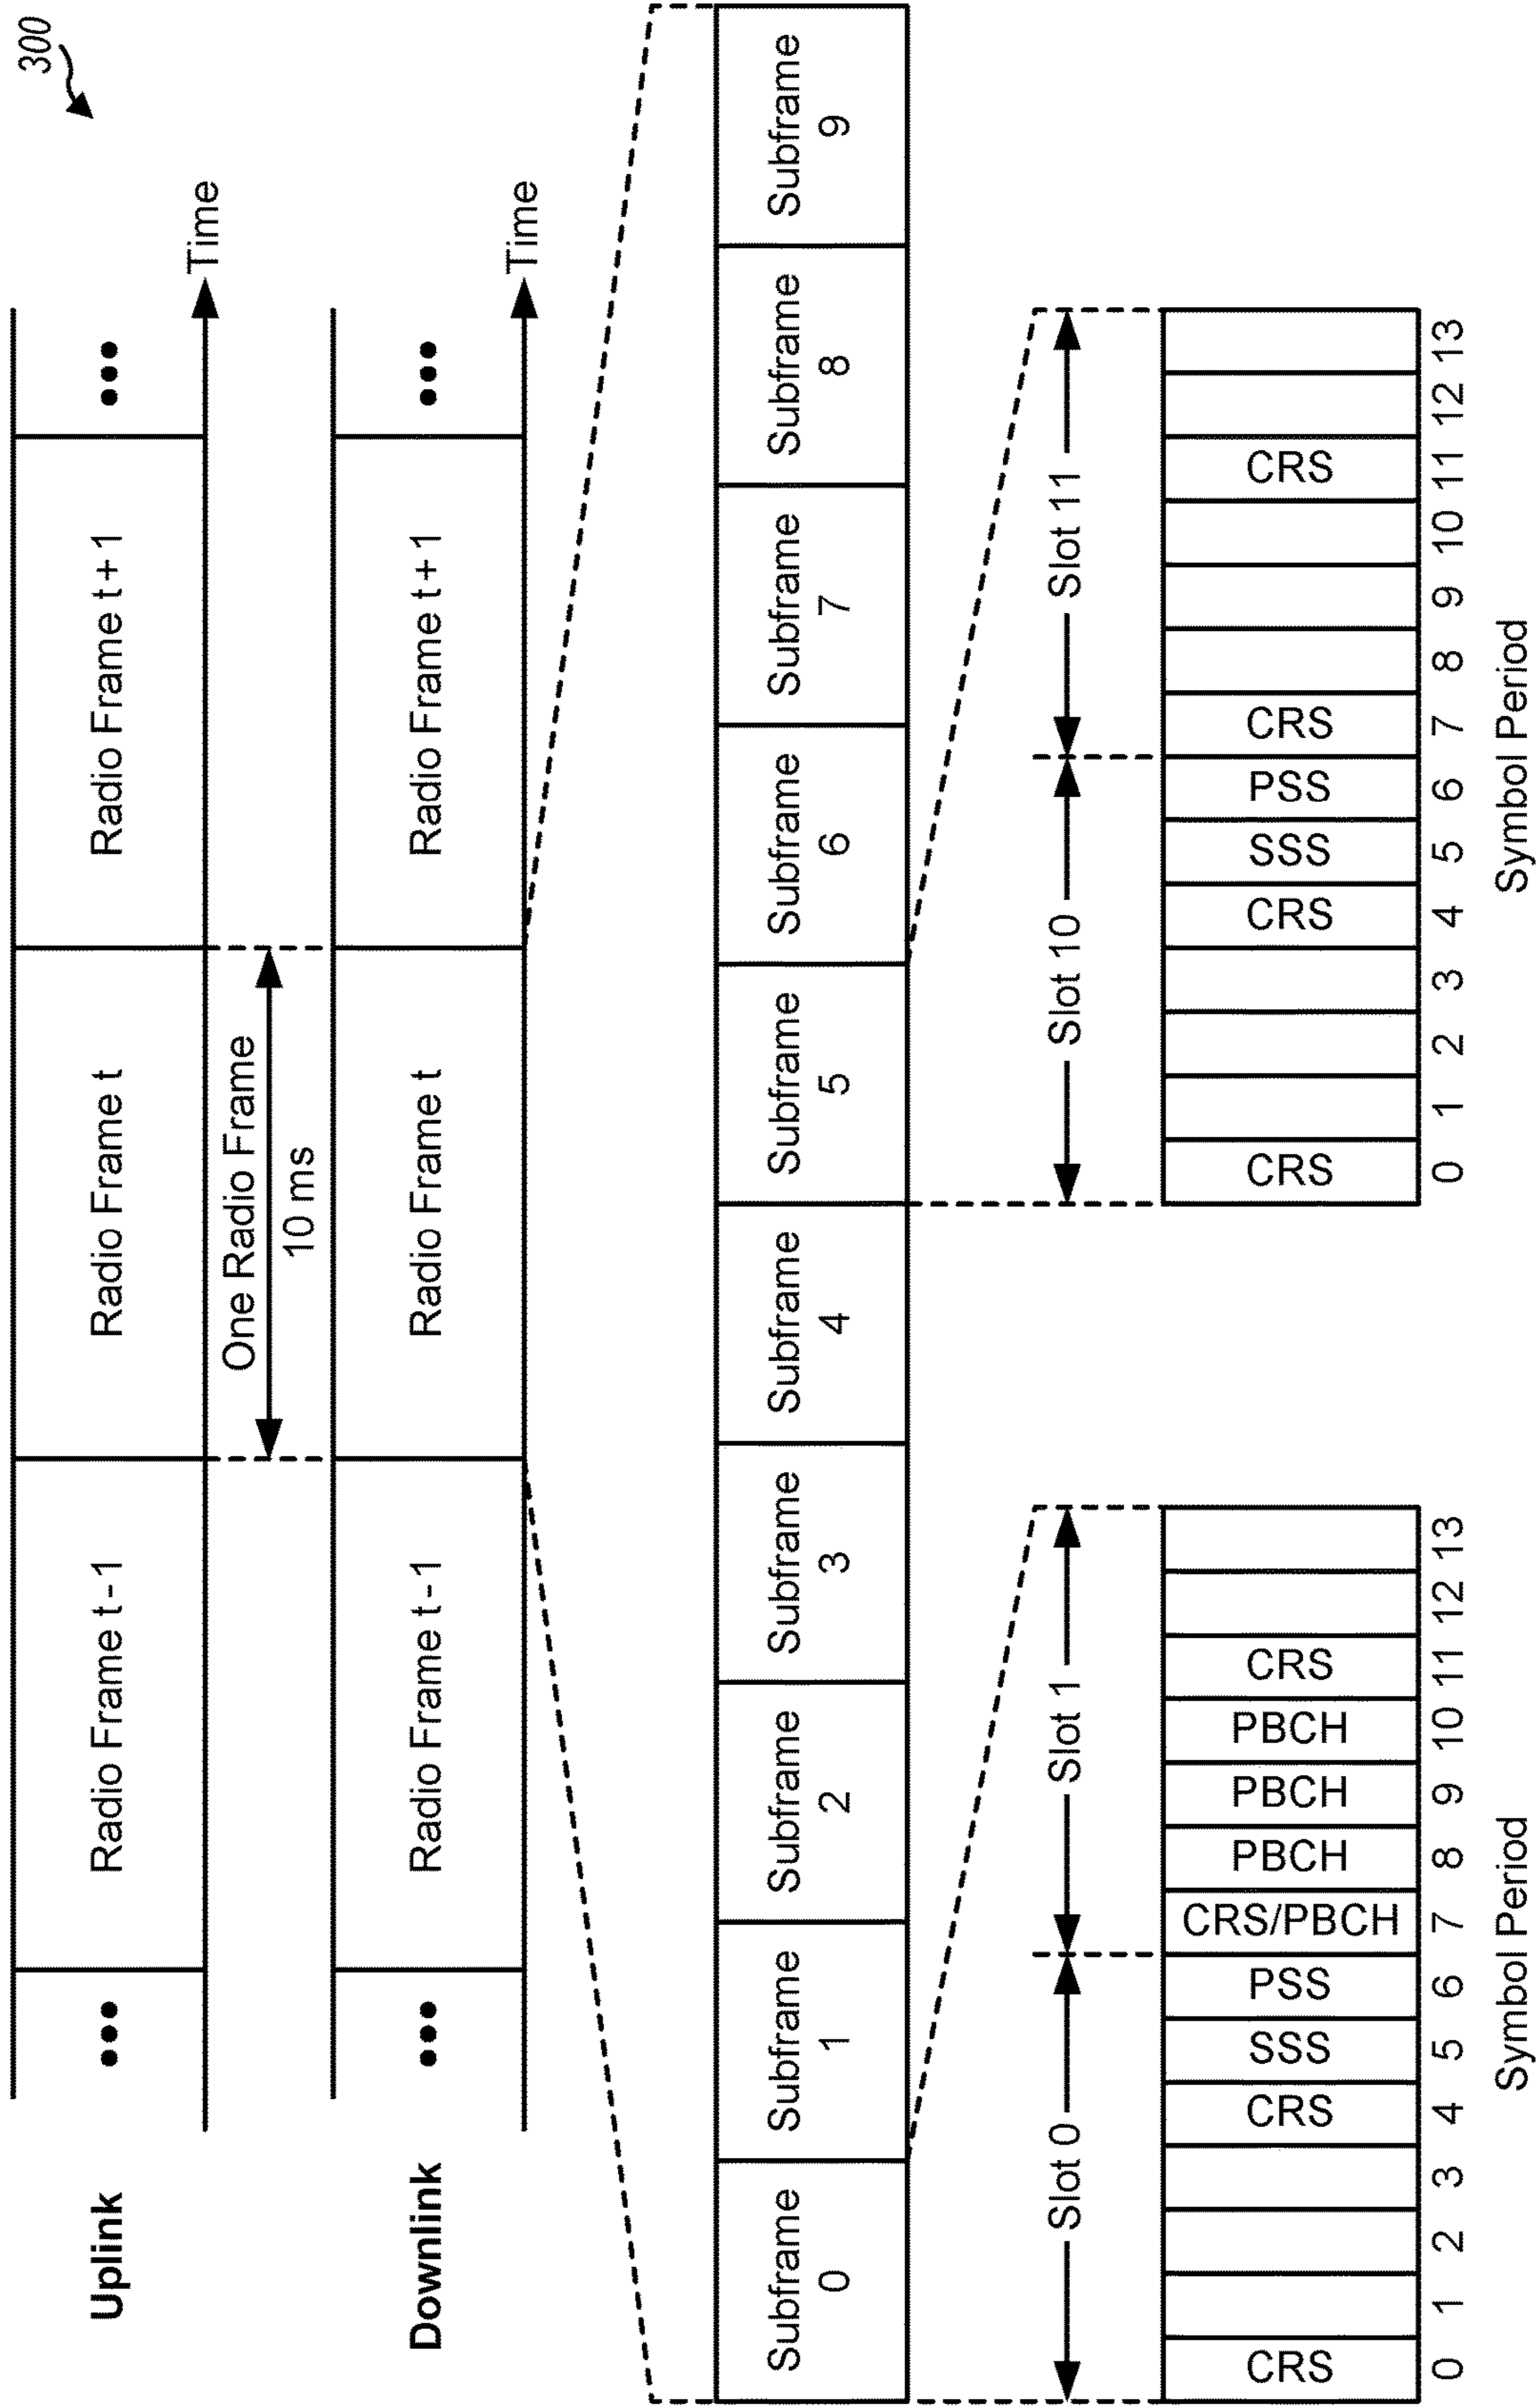 300
Uplink
••• Radio Frame t-1 Radio Frame t Radio Frame t+1 •••
Time
One Radio Frame
10 ms
Downlink
••• Radio Frame t-1 Radio Frame t Radio Frame t+1 •••
Time
Subframe Subframe Subframe Subframe Subframe Subframe Subframe Subframe Subframe Subframe
0 1 2 3 4 5 6 7 8 9
Slot 0 Slot 1
CRS CRS SSS PSS CRS/PBCH PBCH PBCH PBCH CRS
0 1 2 3 4 5 6 7 8 9 10 11 12 13
Symbol Period
Slot 10 Slot 11
CRS CRS SSS PSS CRS CRS
0 1 2 3 4 5 6 7 8 9 10 11 12 13
Symbol Period